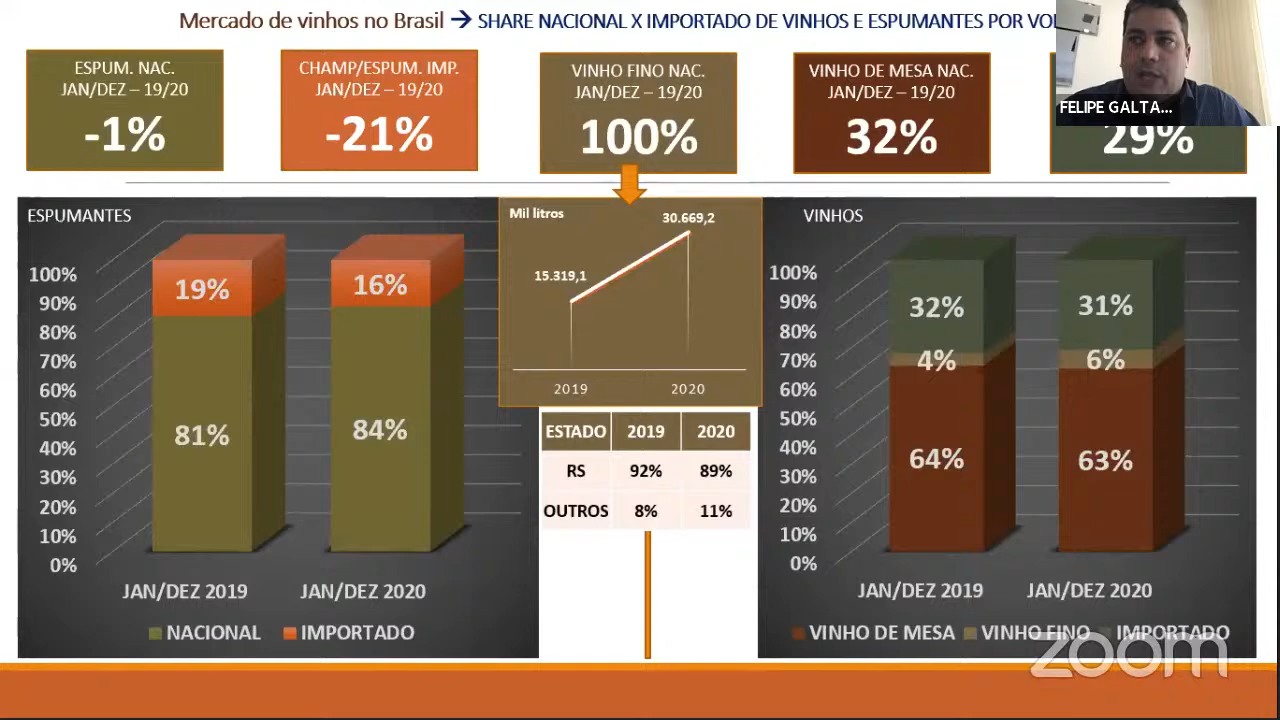 Mercado de vinhos no Brasil → SHARE NACIONAL X IMPORTADO DE VINHOS E ESPUMANTES POR
ESPUM. NAC.
JAN/DEZ – 19/20
-1%
CHAMP/ESPUM. IMP.
JAN/DEZ – 19/20
-21%
VINHO FINO NAC.
JAN/DEZ – 19/20
100%
VINHO DE MESA NAC.
JAN/DEZ – 19/20
32%
29%
FELIPE GALTA...
ESPUMANTES
100%
90%
80%
70%
60%
50%
40%
30%
20%
10%
0%
19%
16%
81%
84%
JAN/DEZ 2019
JAN/DEZ 2020
NACIONAL IMPORTADO
Mil litros
30.669,2
15.319,1
2019 2020
ESTADO 2019 2020
RS 92% 89%
OUTROS 8% 11%
VINHOS
100%
90%
80%
70%
60%
50%
40%
30%
20%
10%
0%
32%
31%
4%
6%
64%
63%
JAN/DEZ 2019
JAN/DEZ 2020
VINHO DE MESA VINHO FINO IMPORTADO
zoom